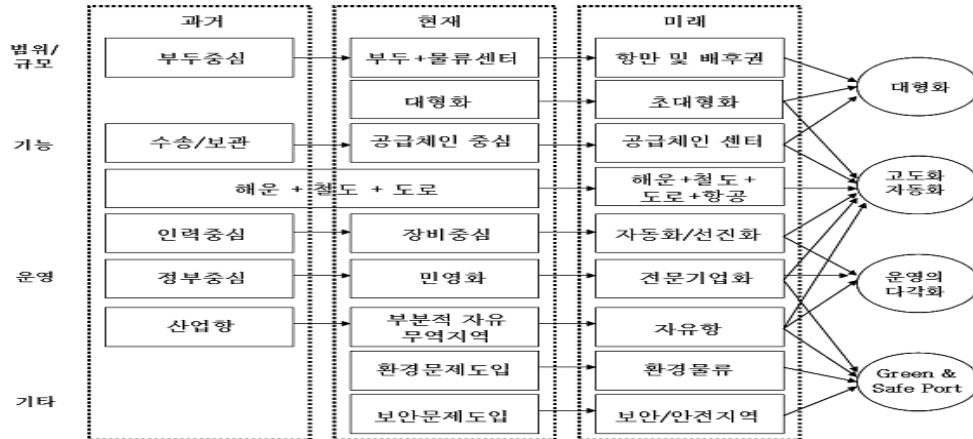 과거 현재 미래
범위/
규모
부두중심 부두+물류센터 항만 및 배후권
대형화
대형화 초대형화
기능 수송/보관 공급체인 중심 공급체인 센터
해운 + 철도 + 도로
해운+철도+
도로+항공
고도화
자동화
인력중심 장비중심 자동화/선진화
운영 정부중심 민영화 전문기업화
운영의
다각화
산업항
부분적 자유
무역지역
자유항
환경문제도입 환경물류
Green &
Safe Port
기타 보안문제도입 보안/안전지역